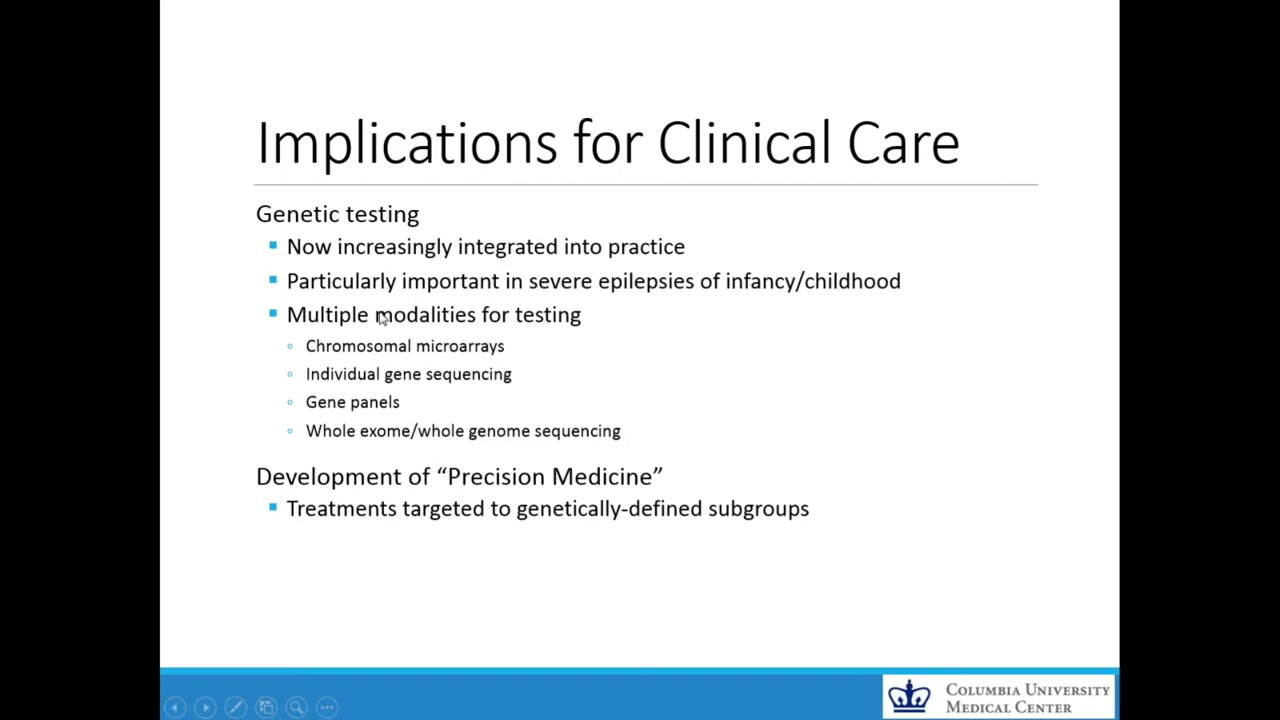 Implications for Clinical Care
Genetic testing
Now increasingly integrated into practice
Particularly important in severe epilepsies of infancy/childhood
Multiple modalities for testing
Chromosomal microarrays
Individual gene sequencing
Gene panels
Whole exome/whole genome sequencing
Development of “Precision Medicine”
Treatments targeted to genetically-defined subgroups
COLUMBIA UNIVERSITY
MEDICAL CENTER